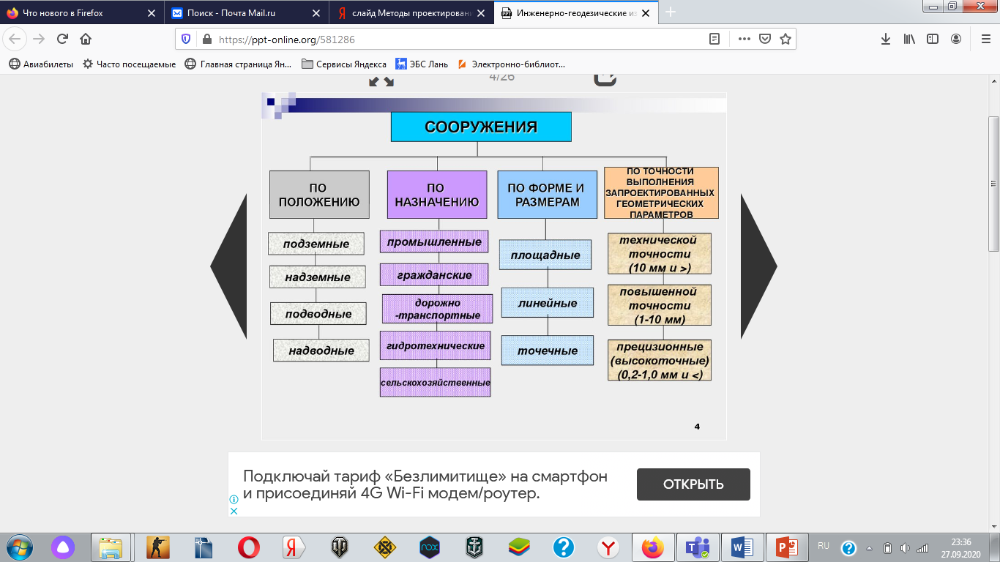 Что нового в Firefox
Поиск - Почта Mail.ru
слайд Методы проектировани
Инженерно-геодезические из
https://ppt-online.org/581286
Авиабилеты
Часто посещаемые
Главная страница Ян...
Сервисы Яндекса
ЭБС Лань
Электронно-библиот...
4/26
СООРУЖЕНИЯ
ПО
ПОЛОЖЕНИЮ
подземные
надземные
подводные
надводные
ПО
НАЗНАЧЕНИЮ
промышленные
гражданские
дорожно
-транспортные
гидротехнические
сельскохозяйственные
ПО ФОРМЕ И
РАЗМЕРАМ
площадные
линейные
точечные
ПО ТОЧНОСТИ
ВЫПОЛНЕНИЯ
ЗАПРОЕКТИРОВАННЫХ
ГЕОМЕТРИЧЕСКИХ
ПАРАМЕТРОВ
технической
точности
(10 мм и >)
повышенной
точности
(1-10 мм)
прецизионные
(высокоточные)
(0,2-1,0 мм и <)
4
Подключай тариф «Безлимитище» на смартфон
и присоединяй 4G Wi-Fi модем/роутер.
ОТКРЫТЬ
RU
23:36
27.09.2020